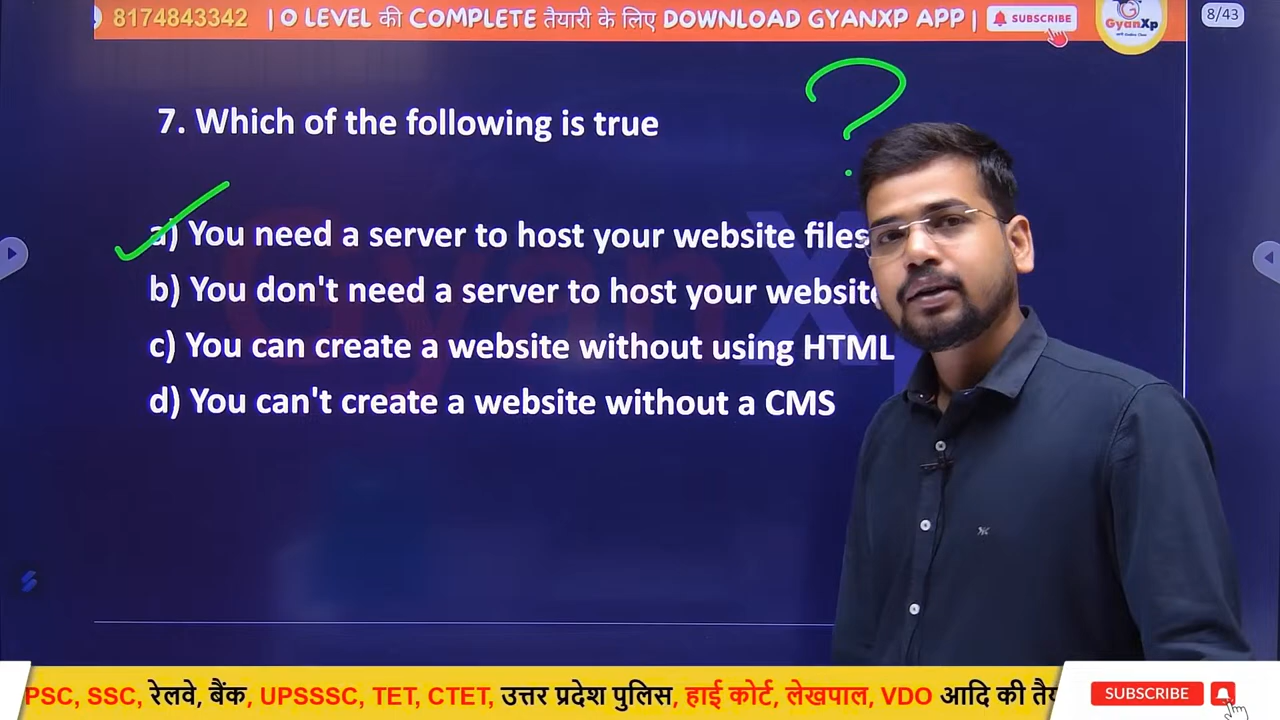 8174843342 | O LEVEL की COMPLETE तैयारी के लिए DOWNLOAD GYANXP APP | SUBSCRIBE
GyanXp
8/43
7. Which of the following is true
?
a) You need a server to host your website files
b) You don't need a server to host your website
c) You can create a website without using HTML
d) You can't create a website without a CMS
GyanX
PSC, SSC, रेलवे, बैंक, UPSSSC, TET, CTET, उत्तर प्रदेश पुलिस, हाई कोर्ट, लेखपाल, VDO आदि की तै
SUBSCRIBE